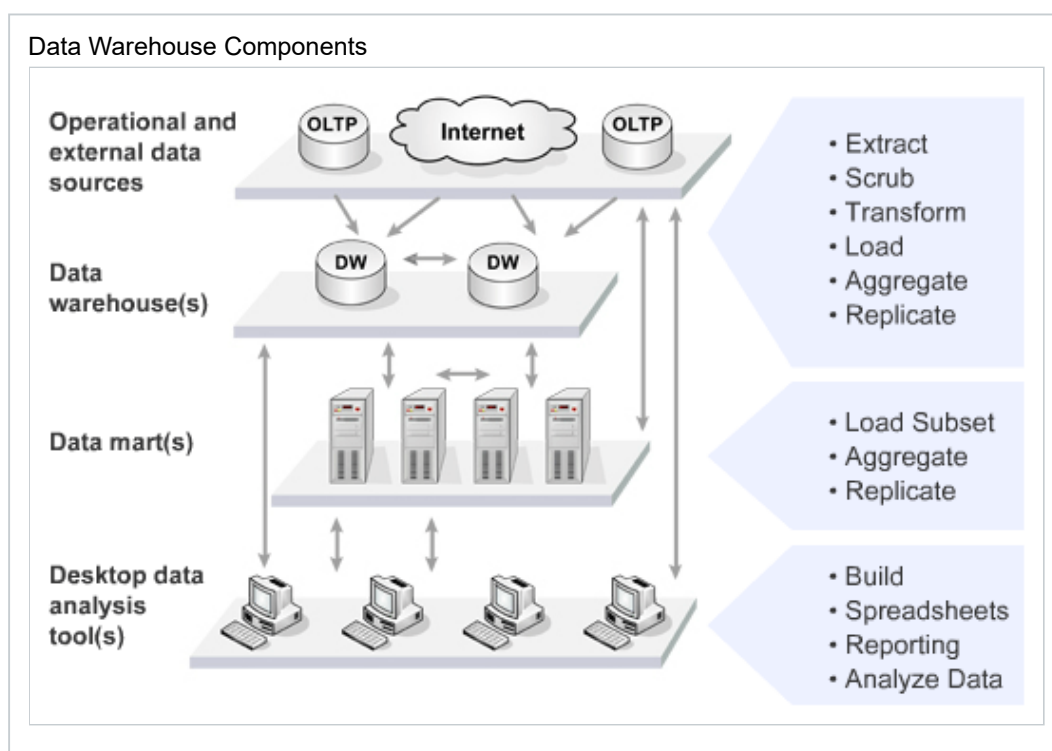 Data Warehouse Components
Operational and
external data
sources
OLTP
Internet
OLTP
• Extract
• Scrub
• Transform
• Load
• Aggregate
• Replicate
Data
warehouse(s)
DW
DW
Data mart(s)
• Load Subset
• Aggregate
• Replicate
Desktop data
analysis
tool(s)
• Build
• Spreadsheets
• Reporting
• Analyze Data